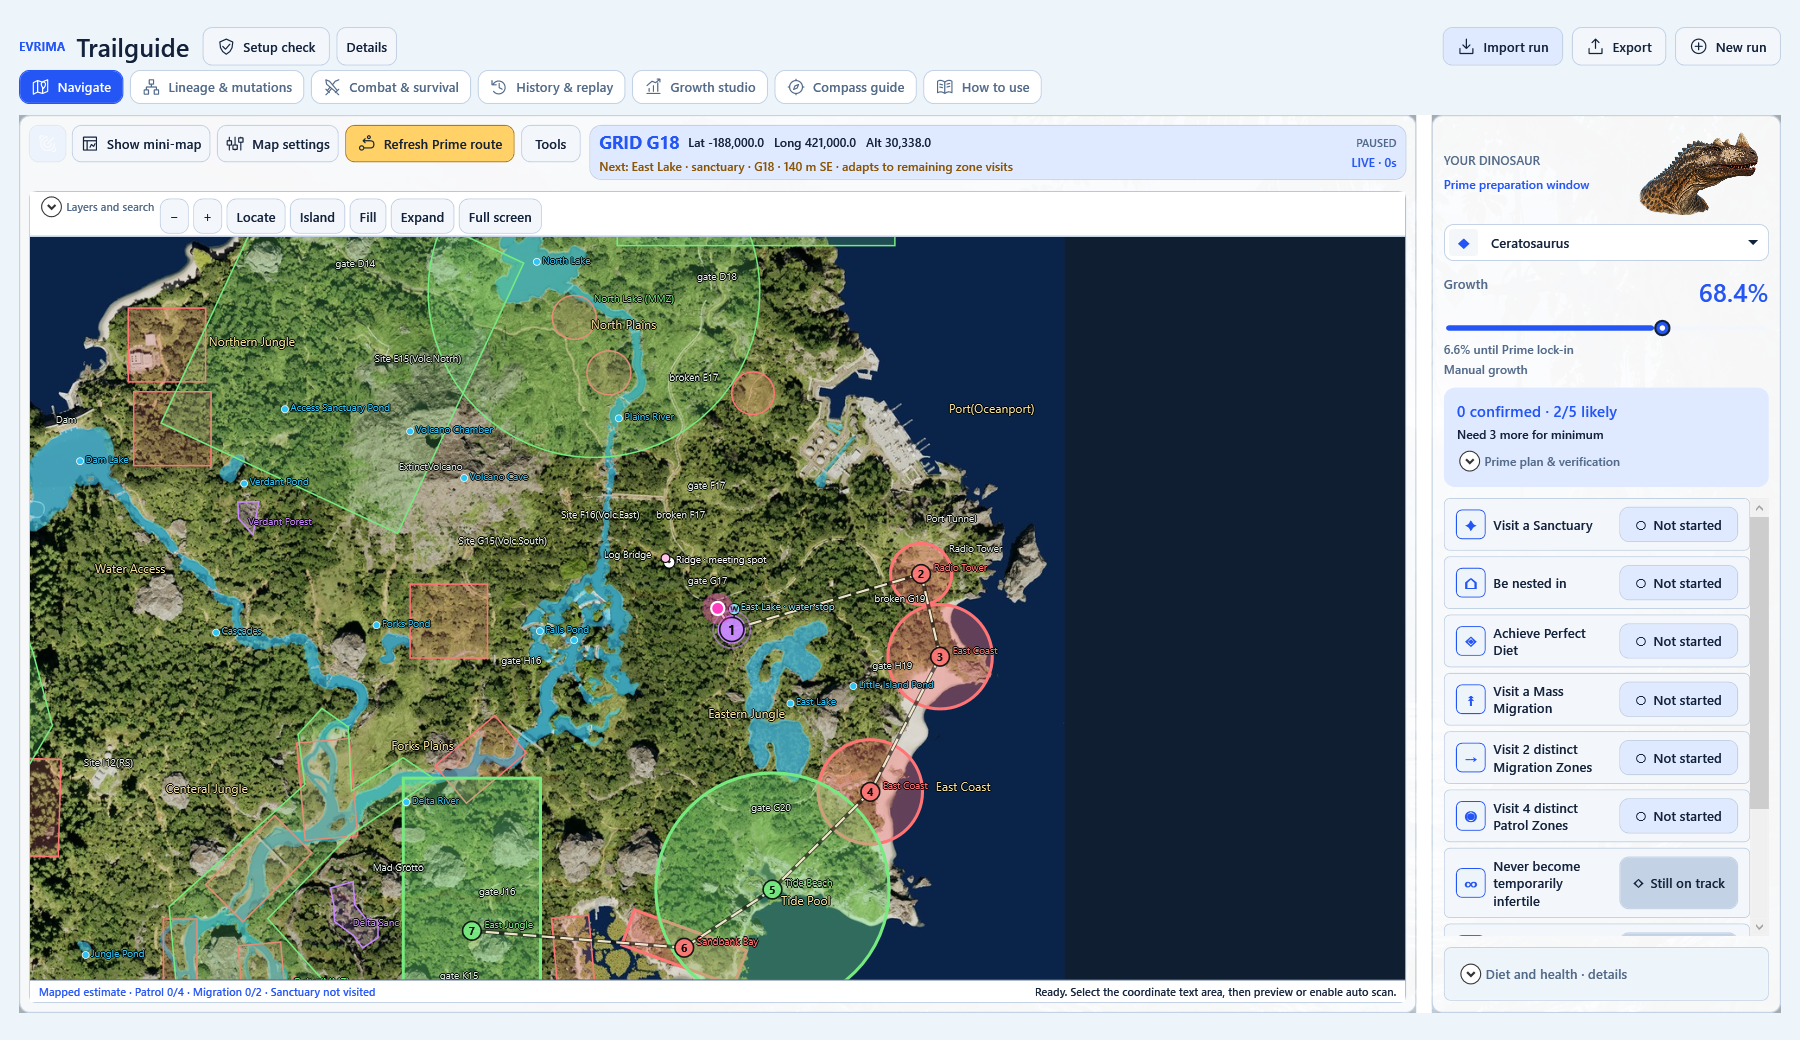 EVRIMA Trailguide
Setup check
Details
Import run
Export
New run
Navigate
Lineage & mutations
Combat & survival
History & replay
Growth studio
Compass guide
How to use
Show mini-map
Map settings
Refresh Prime route
Tools
GRID G18 Lat -188,000.0 Long 421,000.0 Alt 30,338.0
PAUSED
Next: East Lake · sanctuary · G18 · 140 m SE · adapts to remaining zone visits
LIVE · 0s
Layers and search
−
+
Locate
Island
Fill
Expand
Full screen
gate D14
North Lake
gate D18
North Lake (MMZ)
North Plains
Northern Jungle
Site E15(Volc.Notrh)
broken E17
Access Sanctuary Pond
Port(Oceanport)
Dam
Plains River
Volcano Chamber
Dam Lake
ExtinctVolcano
Volcano Cave
Verdant Pond
gate F17
Site F16(Volc.East)
broken F17
Port Tunnel
Verdant Forest
Site G15(Volc.South)
Radio Tower
Log Bridge
Ridge · meeting spot
Water Access
2
Radio Tower
gate G17
broken G19
W
East Lake · water stop
Forks Pond
1
Cascades
Falls Pond
3
East Coast
gate H16
gate H19
Little Island Pond
East Lake
Eastern Jungle
Forks Plains
Site I12(RS)
Centeral Jungle
4
East Coast
East Coast
Delta River
gate G20
Mad Grotto
gate J16
5
Tide Beach
Tide Pool
Delta Sanc
7
East Jungle
6
Sandbank Bay
Jungle Pond
gate K15
Mapped estimate · Patrol 0/4 · Migration 0/2 · Sanctuary not visited
Ready. Select the coordinate text area, then preview or enable auto scan.
YOUR DINOSAUR
Prime preparation window
Ceratosaurus
Growth
68.4%
6.6% until Prime lock-in
Manual growth
0 confirmed · 2/5 likely
Need 3 more for minimum
Prime plan & verification
Visit a Sanctuary
Not started
Be nested in
Not started
Achieve Perfect
Diet
Not started
Visit a Mass
Migration
Not started
Visit 2 distinct
Migration Zones
Not started
Visit 4 distinct
Patrol Zones
Not started
Never become
temporarily
infertile
Still on track
Diet and health · details